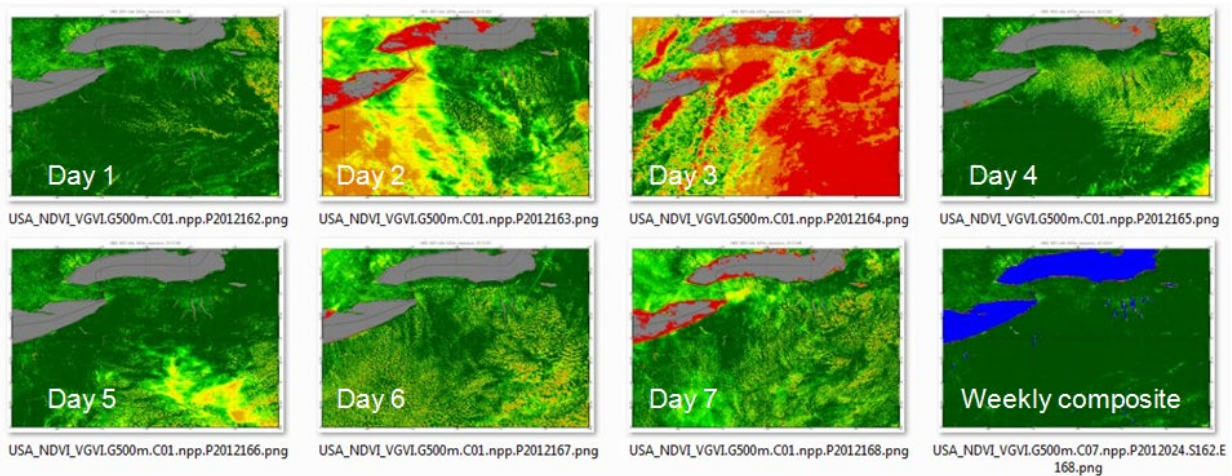 Day 1
Day 2
Day 3
Day 4
USA_NDVI_VGVI.G500m.C01.npp.P2012162.png
USA_NDVI_VGVI.G500m.C01.npp.P2012163.png
USA_NDVI_VGVI.G500m.C01.npp.P2012164.png
USA_NDVI_VGVI.G500m.C01.npp.P2012165.png
Day 5
Day 6
Day 7
Weekly composite
USA_NDVI_VGVI.G500m.C01.npp.P2012166.png
USA_NDVI_VGVI.G500m.C01.npp.P2012167.png
USA_NDVI_VGVI.G500m.C01.npp.P2012168.png
USA_NDVI_VGVI.G500m.C07.npp.P2012024.S162.E
168.png